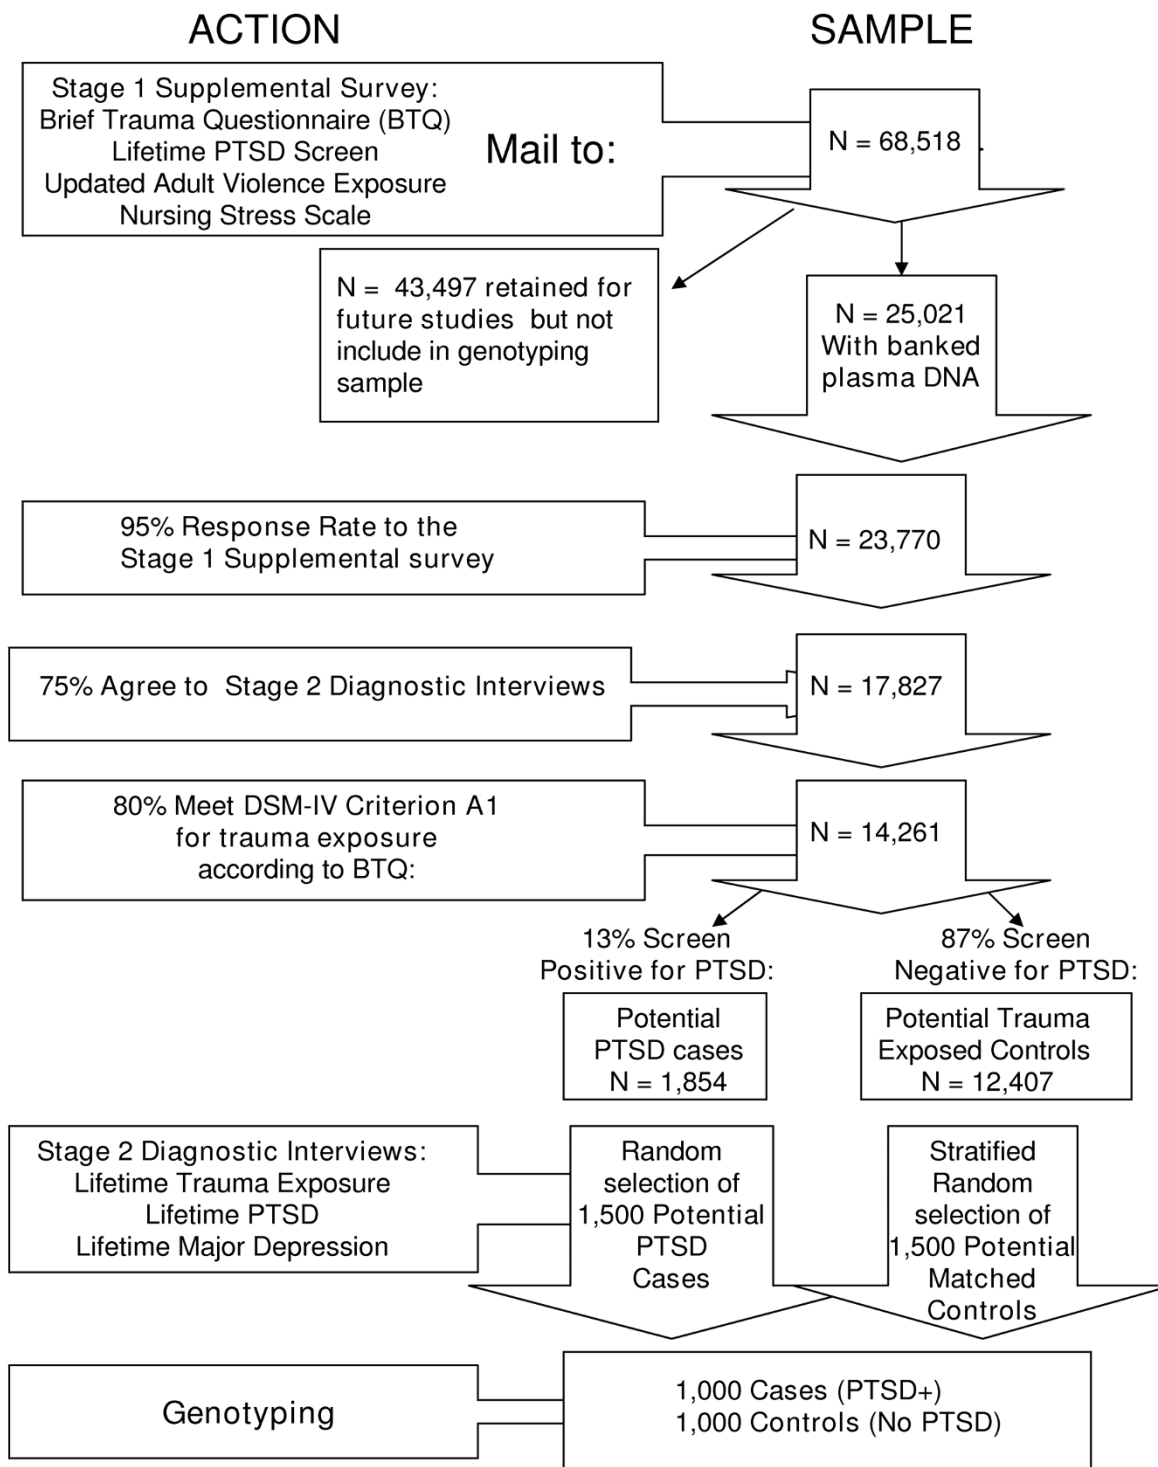 ACTION
SAMPLE
Stage 1 Supplemental Survey:
Brief Trauma Questionnaire (BTQ)
Lifetime PTSD Screen
Updated Adult Violence Exposure
Nursing Stress Scale
Mail to:
N = 68,518
N = 43,497 retained for
future studies but not
include in genotyping
sample
N = 25,021
With banked
plasma DNA
95% Response Rate to the
Stage 1 Supplemental survey
N = 23,770
75% Agree to Stage 2 Diagnostic Interviews
N = 17,827
80% Meet DSM-IV Criterion A1
for trauma exposure
according to BTQ:
N = 14,261
13% Screen
Positive for PTSD:
87% Screen
Negative for PTSD:
Potential
PTSD cases
N = 1,854
Potential Trauma
Exposed Controls
N = 12,407
Stage 2 Diagnostic Interviews:
Lifetime Trauma Exposure
Lifetime PTSD
Lifetime Major Depression
Random
selection of
1,500 Potential
PTSD
Cases
Stratified
Random
selection of
1,500 Potential
Matched
Controls
Genotyping
1,000 Cases (PTSD+)
1,000 Controls (No PTSD)